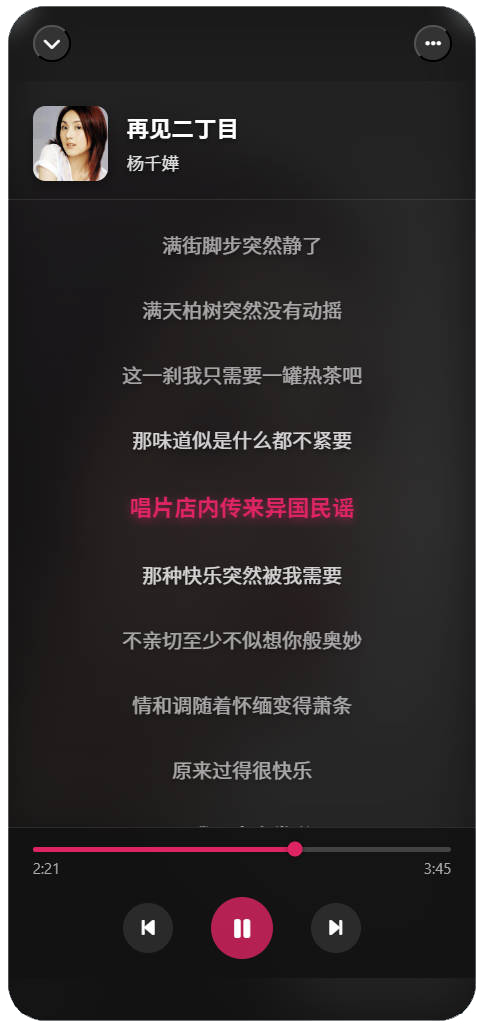 再见二丁目
杨千嬅
满街脚步突然静了
满天柏树突然没有动摇
这一刹我只需要一罐热茶吧
那味道似是什么都不紧要
唱片店内传来异国民谣
那种快乐突然被我需要
不亲切至少不似想你般奥妙
情和调随着怀缅变得萧条
原来过得很快乐
2:21
3:45